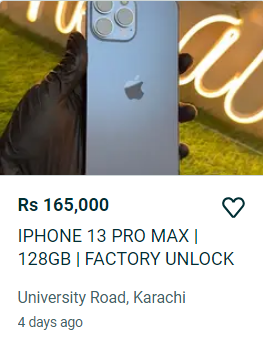 Rs 165,000
IPHONE 13 PRO MAX |
128GB | FACTORY UNLOCK
University Road, Karachi
4 days ago